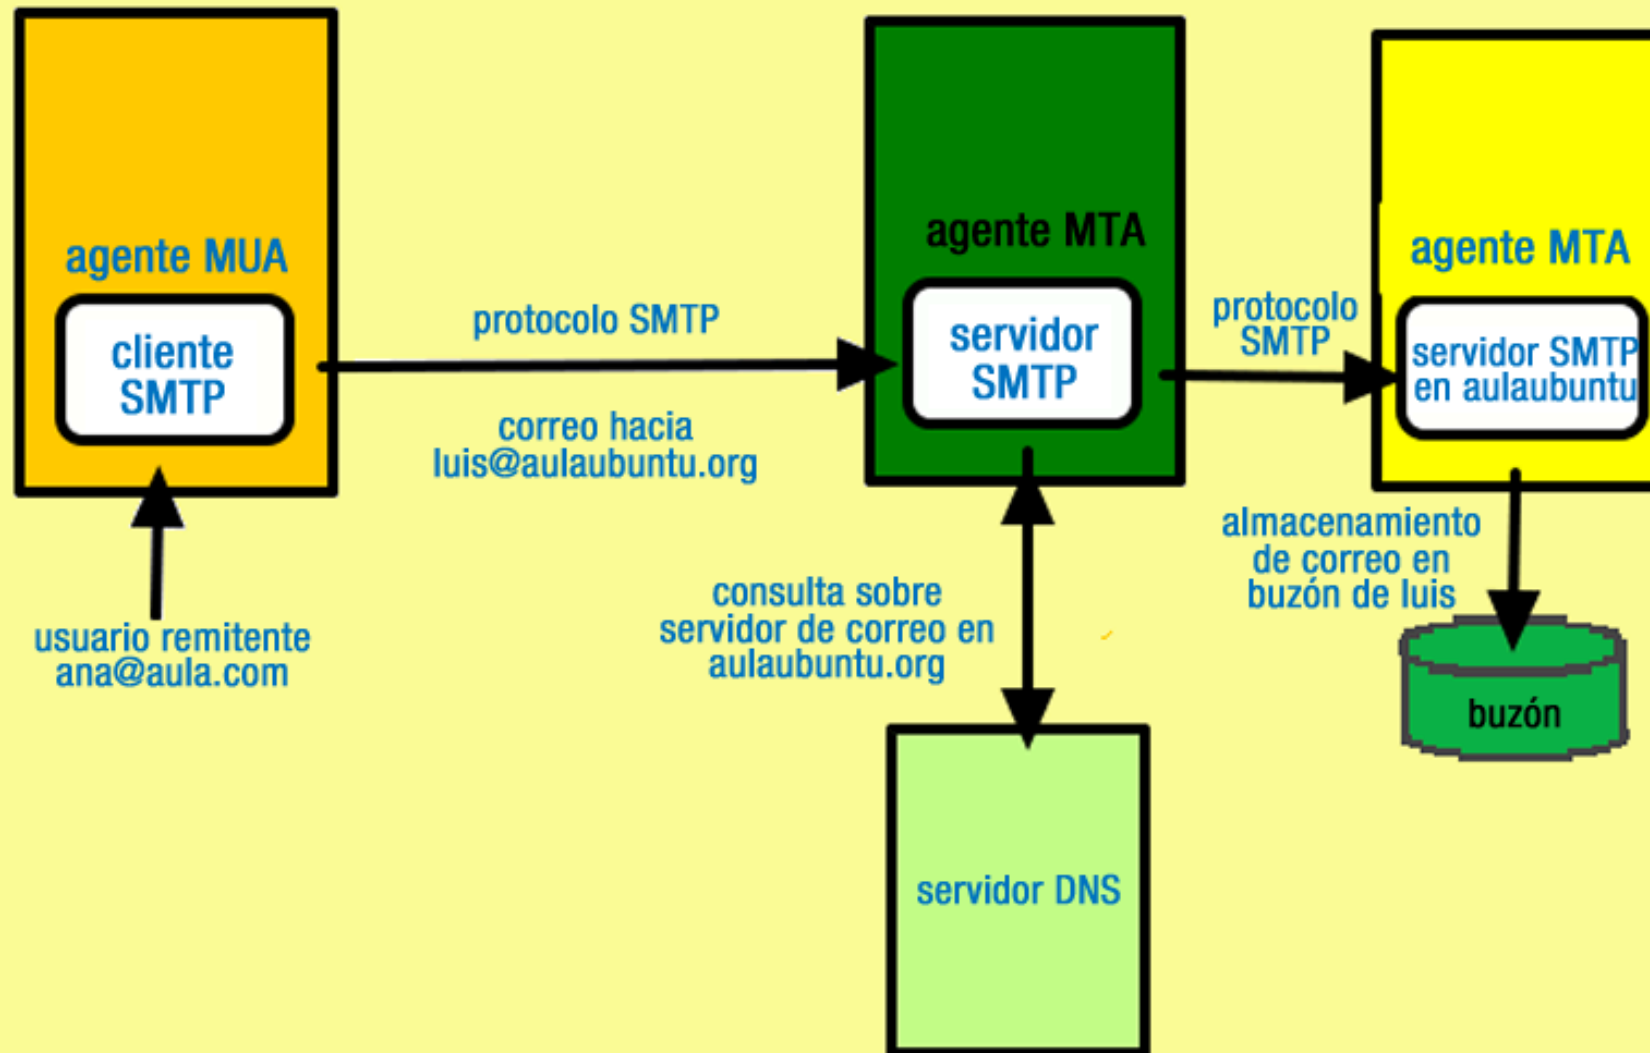 agente MUA
cliente
SMTP
usuario remitente
ana@aula.com
protocolo SMTP
correo hacia
luis@aulaubuntu.org
agente MTA
servidor
SMTP
consulta sobre
servidor de correo en
aulaubuntu.org
servidor DNS
protocolo
SMTP
agente MTA
servidor SMTP
en aulaubuntu
almacenamiento
de correo en
buzón de luis
buzón